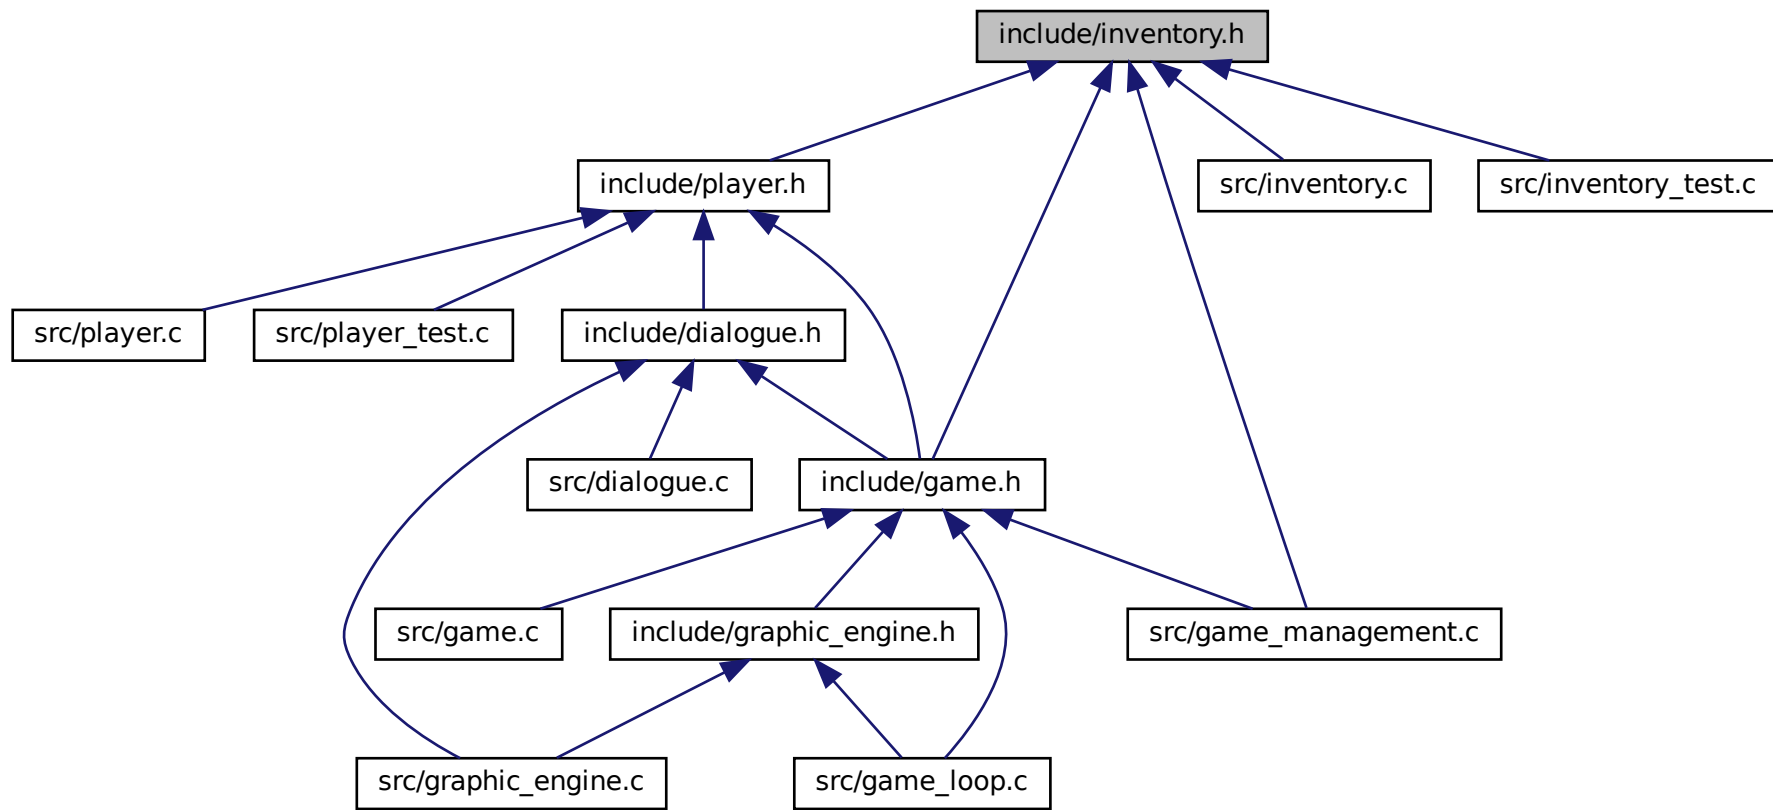 include/inventory.h
include/player.h
src/inventory.c
src/inventory_test.c
src/player.c
src/player_test.c
include/dialogue.h
src/dialogue.c
include/game.h
src/game.c
include/graphic_engine.h
src/game_management.c
src/graphic_engine.c
src/game_loop.c